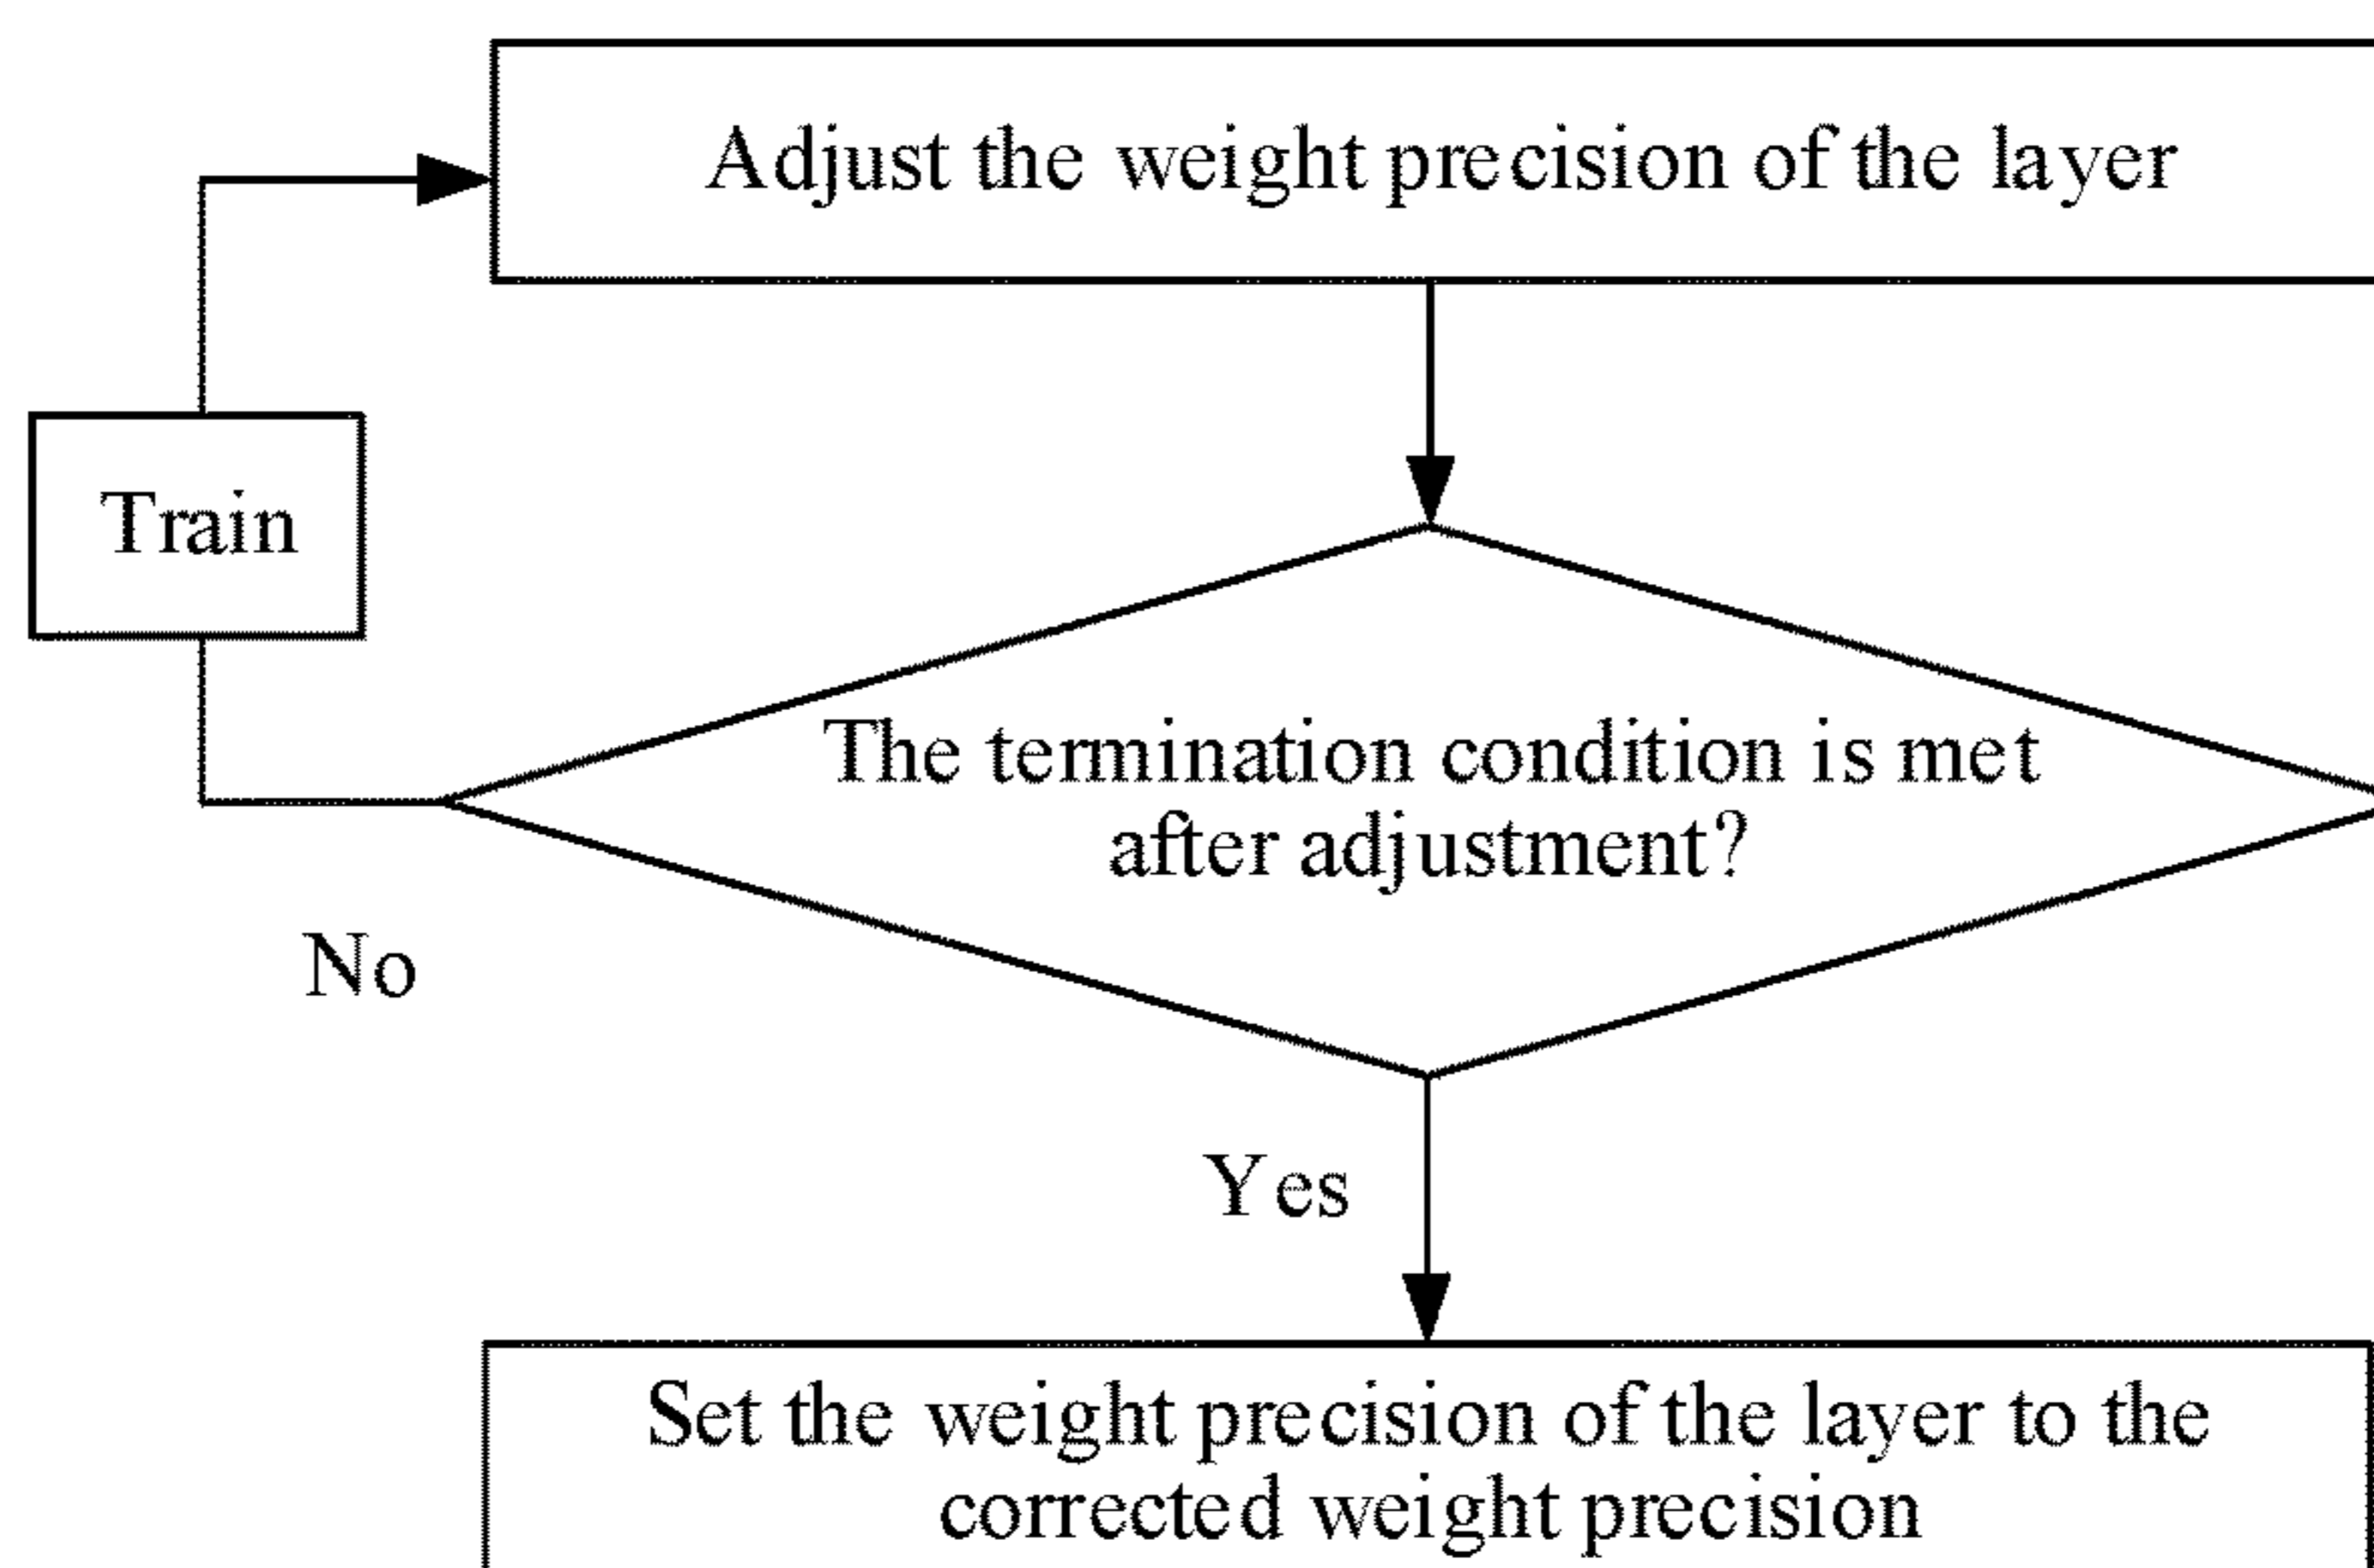 Adjust the weight precision of the layer
Train
The termination condition is met
after adjustment?
No
Yes
Set the weight precision of the layer to the
corrected weight precision